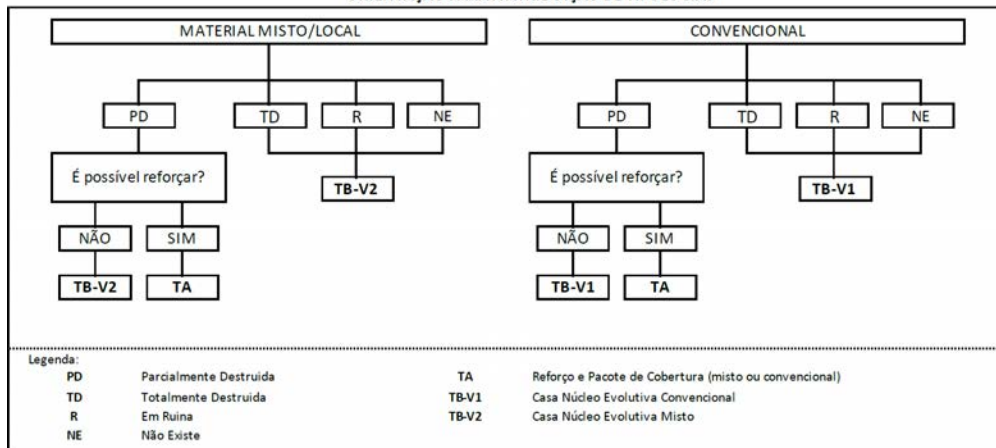 MATERIAL MISTO/LOCAL CONVENCIONAL
PD TD R NE PD TD R NE
É possível reforçar? TB-V2 É possível reforçar? TB-V1
NÃO SIM NÃO SIM
TB-V2 TA TB-V1 TA
Legenda:
PD Parcialmente Destruida TA Reforço e Pacote de Cobertura (misto ou convencional)
TD Totalmente Destruida TB-V1 Casa Núcleo Evolutiva Convencional
R Em Ruina TB-V2 Casa Núcleo Evolutiva Misto
NE Não Existe